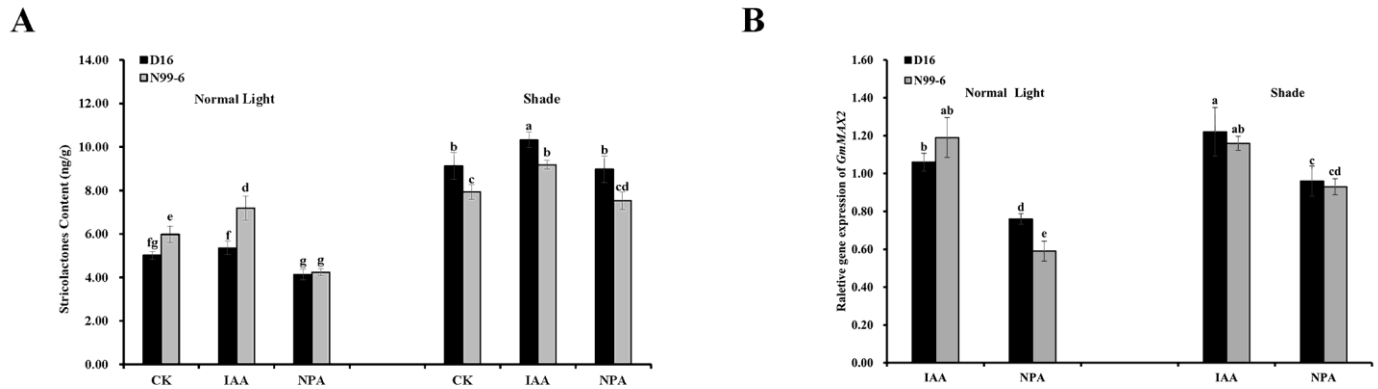 A
Stricolactones Content (ng/g)
14.00
12.00
10.00
8.00
6.00
4.00
2.00
0.00
D16
N99-6
Normal Light
Shade
fg
e
f
d
g
g
b
c
a
b
b
cd
CK
IAA
NPA
CK
IAA
NPA
B
Raletive gene expression of GmMAX2
1.60
1.40
1.20
1.00
0.80
0.60
0.40
0.20
0.00
D16
N99-6
Normal Light
Shade
b
ab
d
e
a
ab
c
cd
IAA
NPA
IAA
NPA